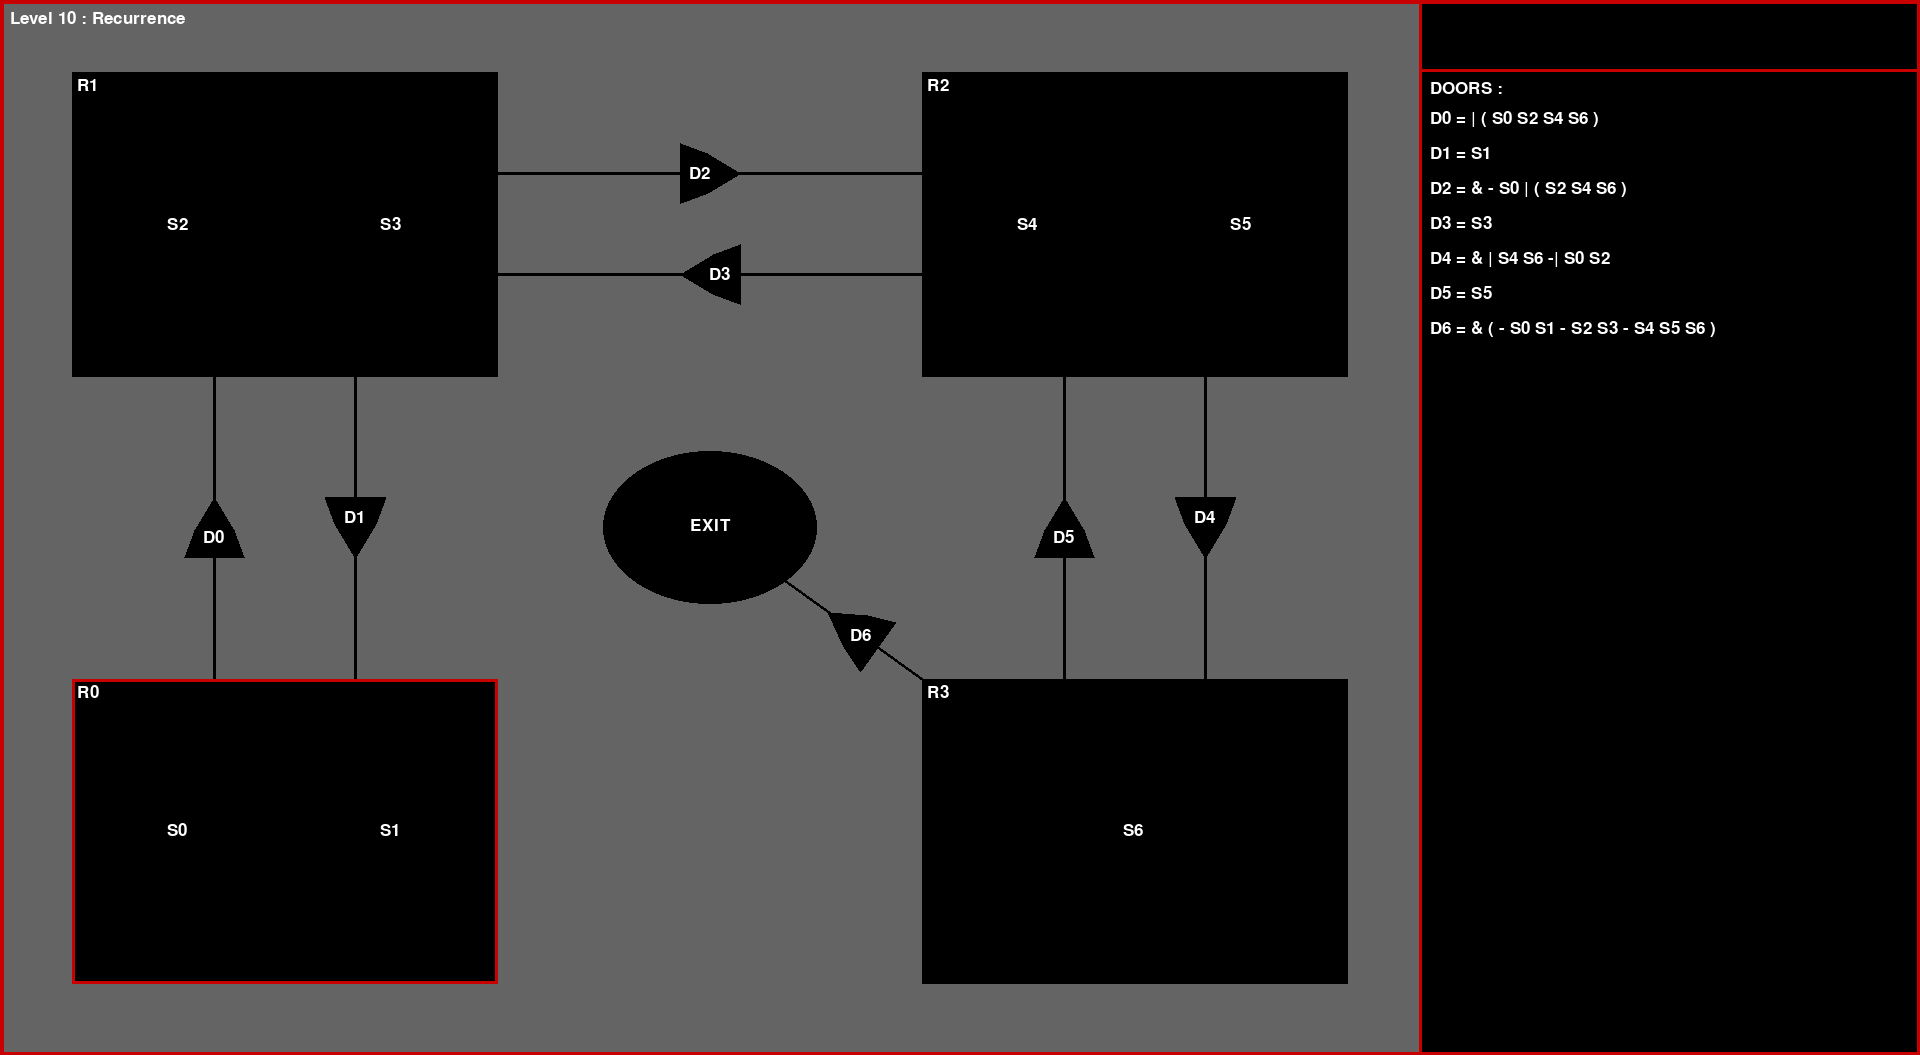 Level 10 : Recurrence
R1
R2
DOORS :
D0 = | ( S0 S2 S4 S6 )
D1 = S1
D2 = & - S0 | ( S2 S4 S6 )
D3 = S3
D4 = & | S4 S6 -| S0 S2
D5 = S5
D6 = & ( - S0 S1 - S2 S3 - S4 S5 S6 )
D2
S2
S3
S4
S5
D3
D0
D1
EXIT
D5
D4
D6
R0
R3
S0
S1
S6